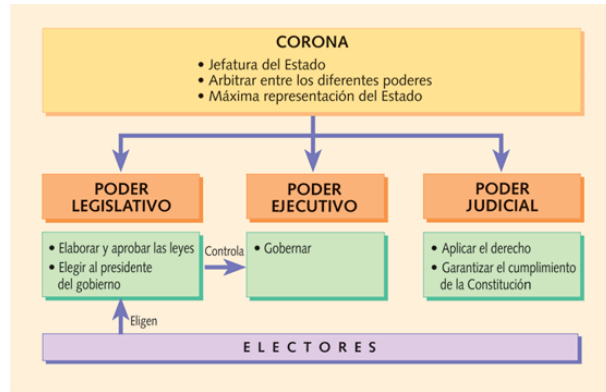 CORONA
• Jefatura del Estado
• Arbitrar entre los diferentes poderes
• Máxima representación del Estado
PODER
LEGISLATIVO
PODER
EJECUTIVO
PODER
JUDICIAL
• Elaborar y aprobar las leyes
• Elegir al presidente
del gobierno
Controla
• Gobernar
• Aplicar el derecho
• Garantizar el cumplimiento
de la Constitución
Eligen
ELECTORES